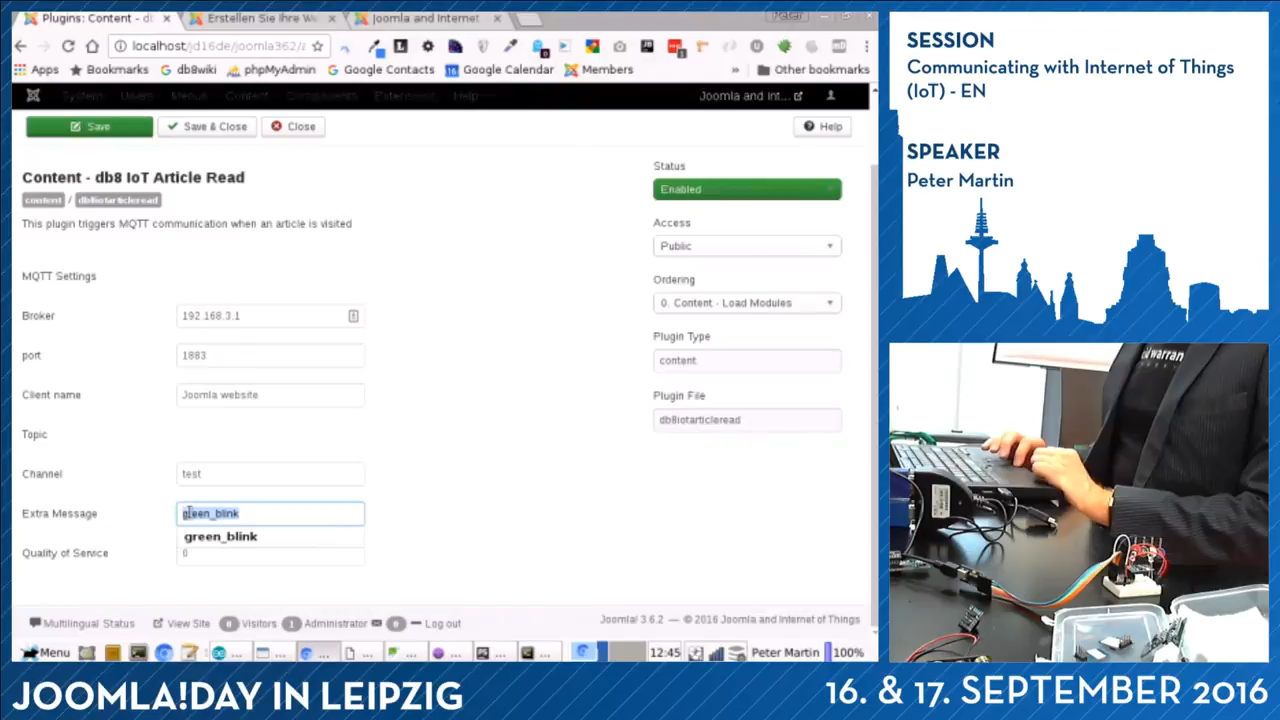 Plugins: Content - db
Erstellen Sie Ihre W
Joomla and Internet
localhost/jd16de/joomla362/
Apps
Bookmarks
db8wiki
phpMyAdmin
Google Contacts
Google Calendar
Members
»
Other bookmarks
System
Users
Menus
Content
Components
Extensions
Help
Joomla and Int...
Save
Save & Close
Close
Help
Content - db8 IoT Article Read
content / db8iotarticleread
This plugin triggers MQTT communication when an article is visited
MQTT Settings
Broker
192.168.3.1
port
1883
Client name
Joomla website
Topic
Channel
test
Extra Message
green_blink
green_blink
Quality of Service
0
Status
Enabled
Access
Public
Ordering
0. Content - Load Modules
Plugin Type
content
Plugin File
db8iotarticleread
Multilingual Status
View Site
0 Visitors
1 Administrator
0
Log out
Joomla! 3.6.2 — © 2016 Joomla and Internet of Things
Menu
12:45
Peter Martin
100%
SESSION
Communicating with Internet of Things
(IoT) - EN
SPEAKER
Peter Martin
JOOMLA!DAY IN LEIPZIG
16. & 17. SEPTEMBER 2016